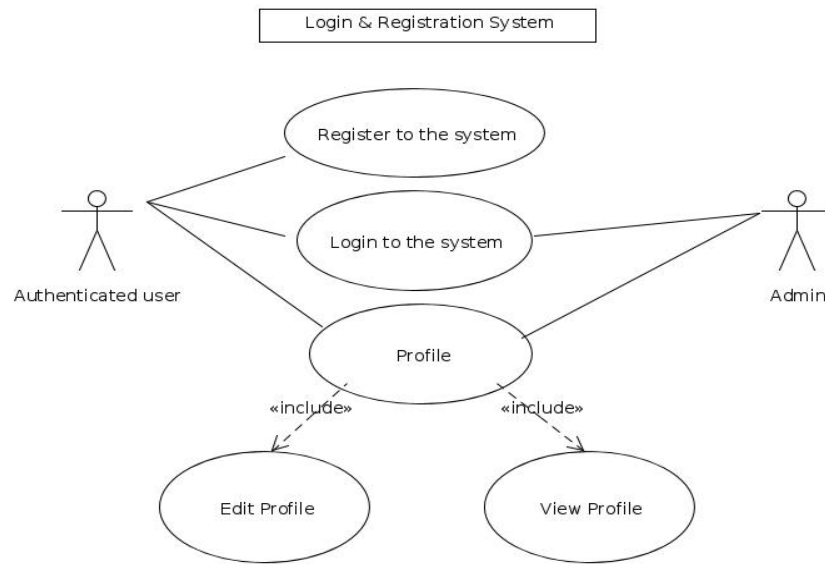 Login & Registration System
Register to the system
Login to the system
Authenticated user
Admin
Profile
«include»
«include»
Edit Profile
View Profile